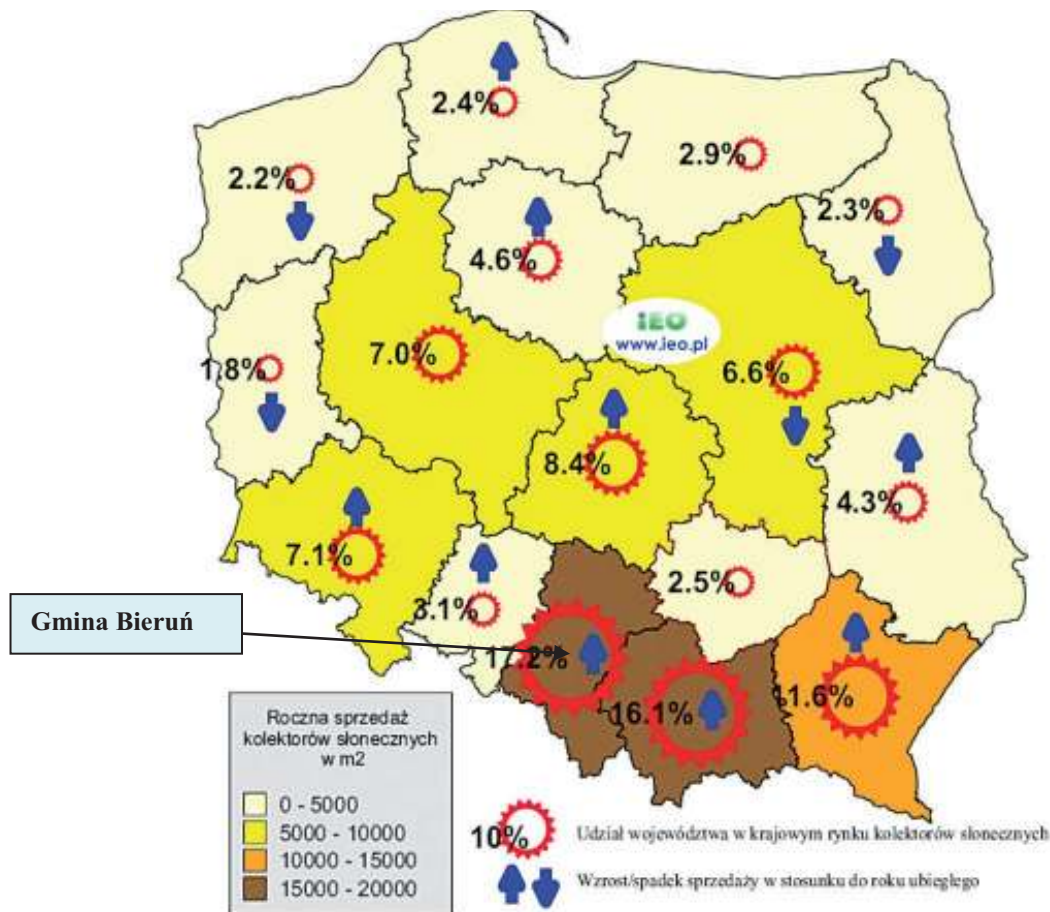 2.4%
2.9%
2.2%
2.3%
4.6%
iEO
www.ieo.pl
7.0%
1.8%
6.6%
8.4%
4.3%
7.1%
2.5%
3.1%
Gmina Bieruń
17.2%
16.1%
11.6%
Roczna sprzedaż
kolektorów słonecznych
w m2
0 - 5000
5000 - 10000
10000 - 15000
15000 - 20000
10%
Udział województwa w krajowym rynku kolektorów słonecznych
Wzrost/spadek sprzedaży w stosunku do roku ubiegłego